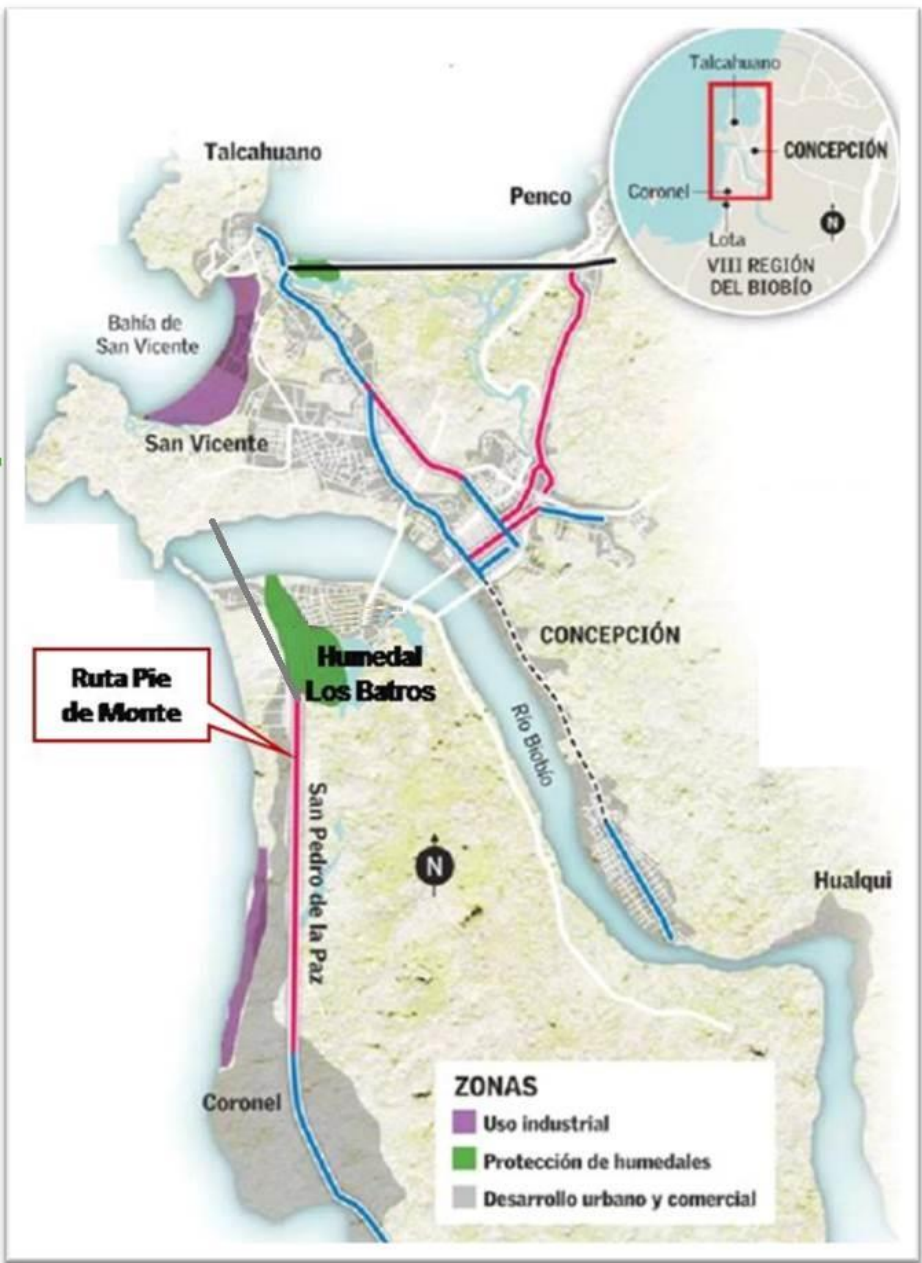 Talcahuano
CONCEPCIÓN
Coronel
Lota
N
VIII REGIÓN
DEL BIOBÍO
Talcahuano
Penco
Bahía de
San Vicente
San Vicente
CONCEPCIÓN
Humedal
Los Batros
Ruta Pie
de Monte
Río Biobío
San Pedro de la Paz
N
Hualqui
Coronel
ZONAS
Uso industrial
Protección de humedales
Desarrollo urbano y comercial